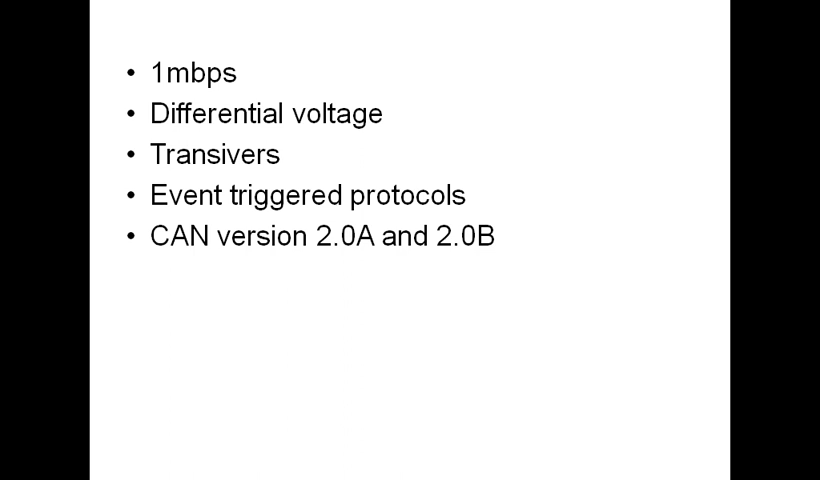 • 1mbps
• Differential voltage
• Transivers
• Event triggered protocols
• CAN version 2.0A and 2.0B